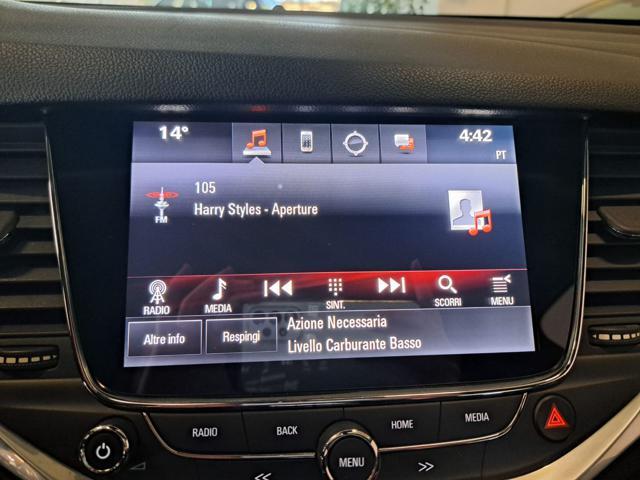 14°
4:42
PT
105
Harry Styles - Aperture
FM
RADIO
MEDIA
SINT.
SCORRI
MENU
Altre info
Respingi
Azione Necessaria
Livello Carburante Basso
RADIO
BACK
HOME
MEDIA
MENU